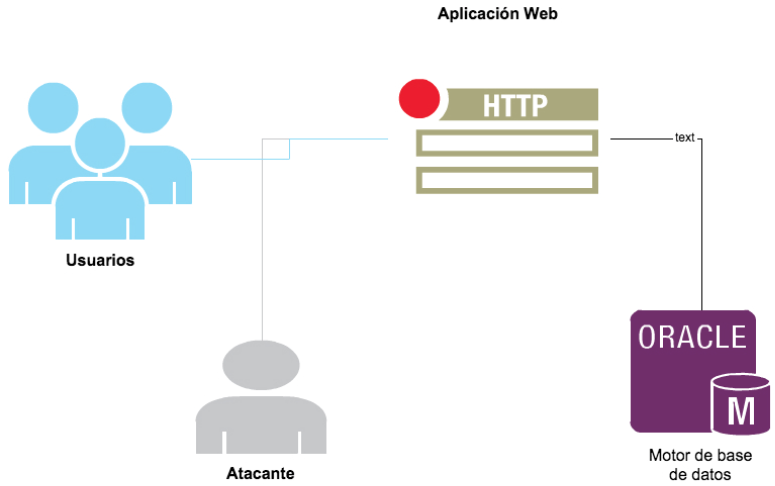 Aplicación Web
HTTP
text
Usuarios
ORACLE
M
Motor de base
de datos
Atacante